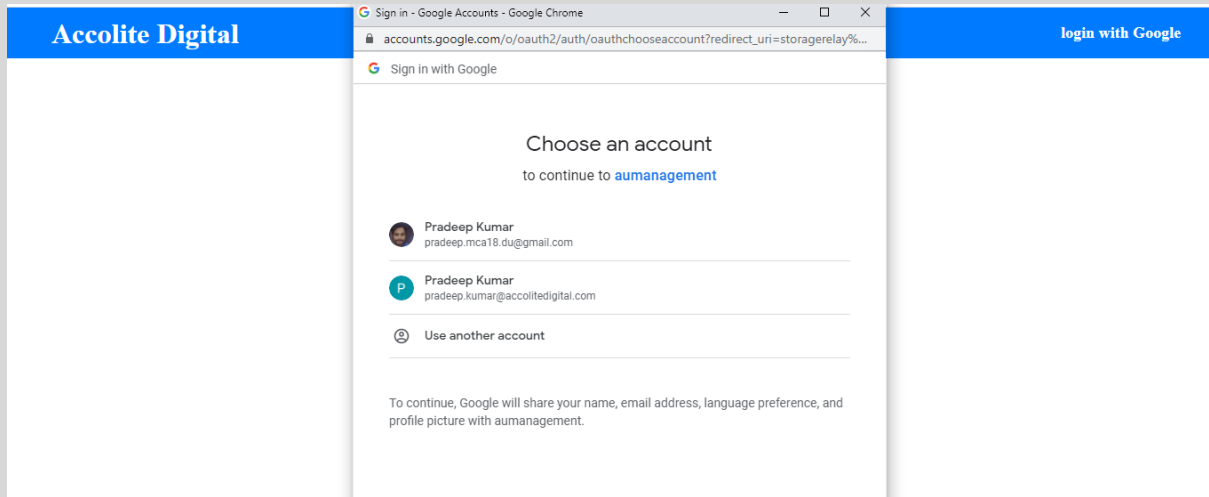 Accolite Digital
login with Google
Sign in - Google Accounts - Google Chrome
accounts.google.com/o/oauth2/auth/oauthchooseaccount?redirect_uri=storagerelay%...
Sign in with Google
Choose an account
to continue to aumanagement
Pradeep Kumar
pradeep.mca18.du@gmail.com
P
Pradeep Kumar
pradeep.kumar@accolitedigital.com
Use another account
To continue, Google will share your name, email address, language preference, and
profile picture with aumanagement.